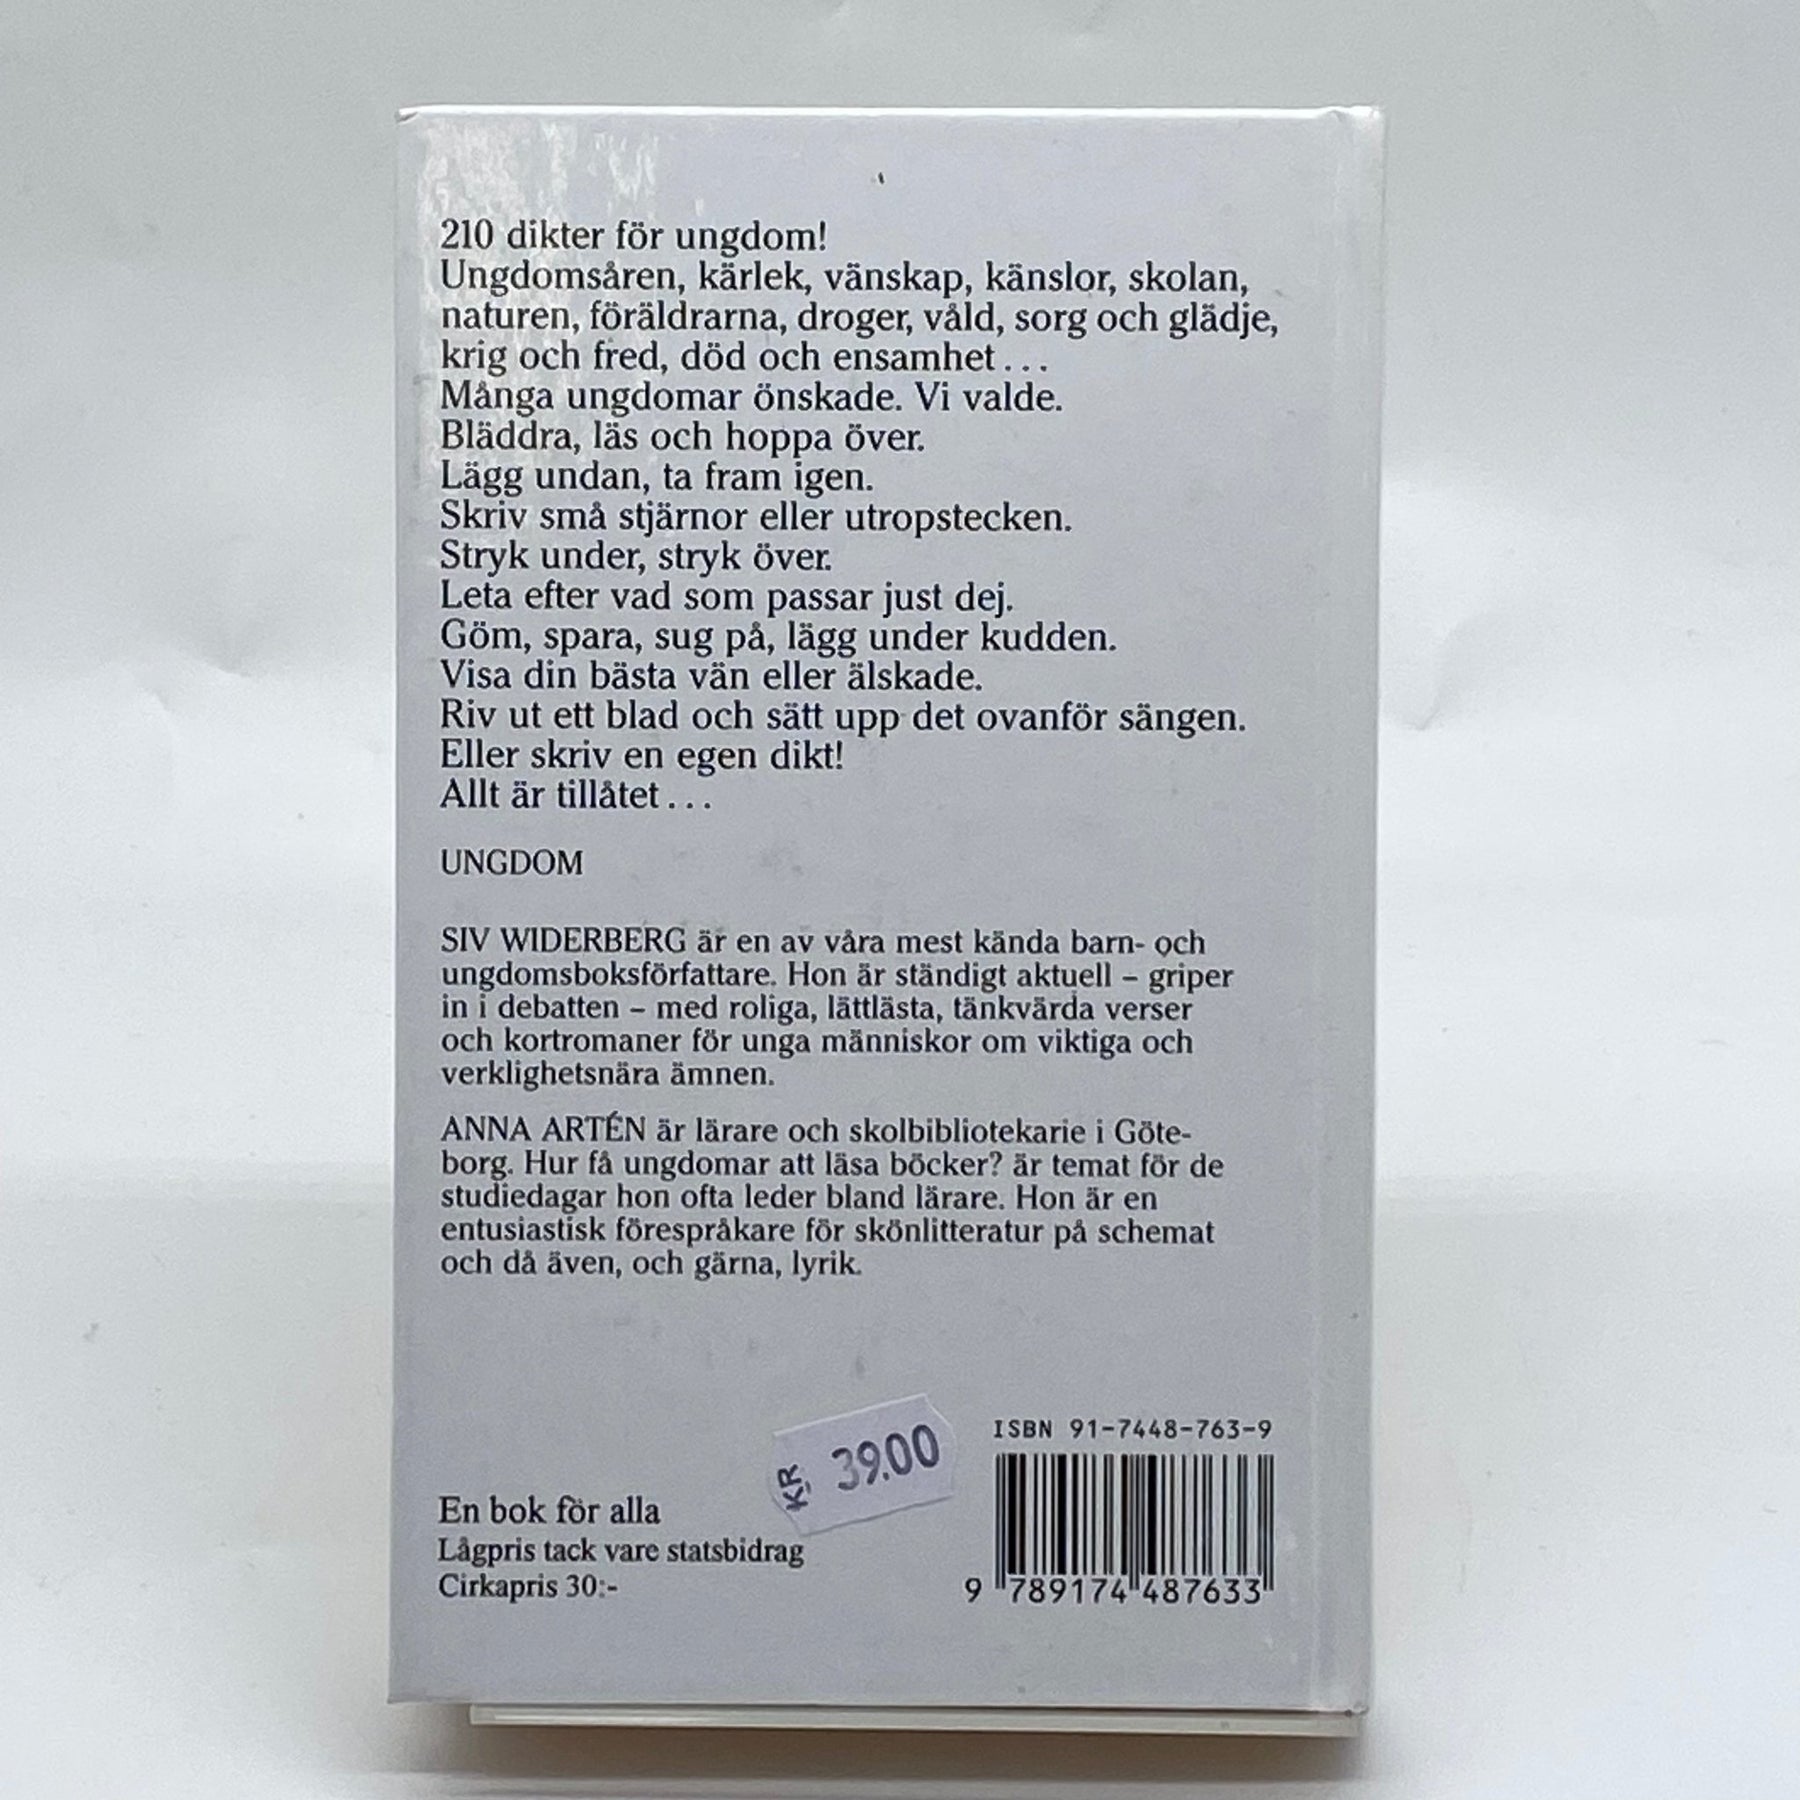 210 dikter för ungdom!
Ungdomsåren, kärlek, vänskap, känslor, skolan,
naturen, föräldrarna, droger, våld, sorg och glädje,
krig och fred, död och ensamhet...
Många ungdomar önskade. Vi valde.
Bläddra, läs och hoppa över.
Lägg undan, ta fram igen.
Skriv små stjärnor eller utropstecken.
Stryk under, stryk över.
Leta efter vad som passar just dej.
Göm, spara, sug på, lägg under kudden.
Visa din bästa vän eller älskade.
Riv ut ett blad och sätt upp det ovanför sängen.
Eller skriv en egen dikt!
Allt är tillåtet...
UNGDOM
SIV WIDERBERG är en av våra mest kända barn- och
ungdomsboksförfattare. Hon är ständigt aktuell – griper
in i debatten – med roliga, lättlästa, tänkvärda verser
och kortromaner för unga människor om viktiga och
verklighetsnära ämnen.
ANNA ARTÉN är lärare och skolbibliotekarie i Göte-
borg. Hur få ungdomar att läsa böcker? är temat för de
studiedagar hon ofta leder bland lärare. Hon är en
entusiastisk förespråkare för skönlitteratur på schemat
och då även, och gärna, lyrik.
KR 39.00
En bok för alla
Lågpris tack vare statsbidrag
Cirkapris 30:-
ISBN 91-7448-763-9
9 789174 487633